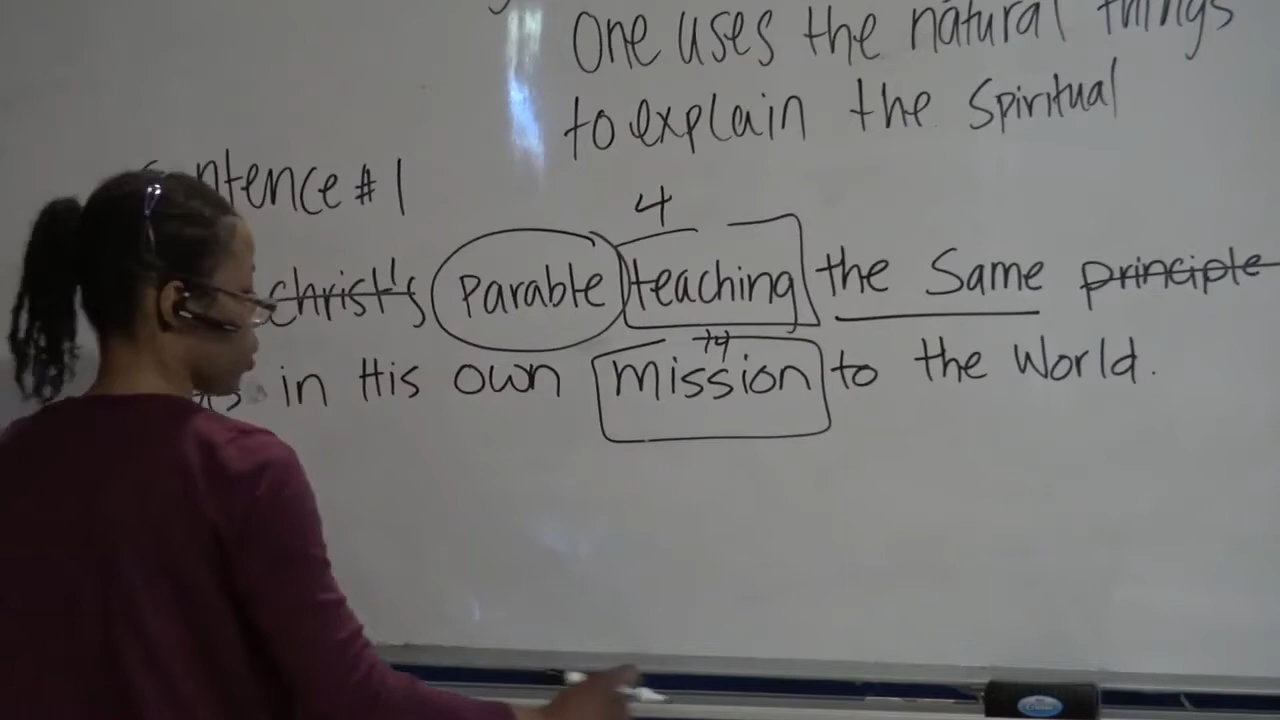 One uses the natural things
to explain the Spiritual
Sentence # 1
4
christ's Parable teaching the Same principle
in His own mission to the World.